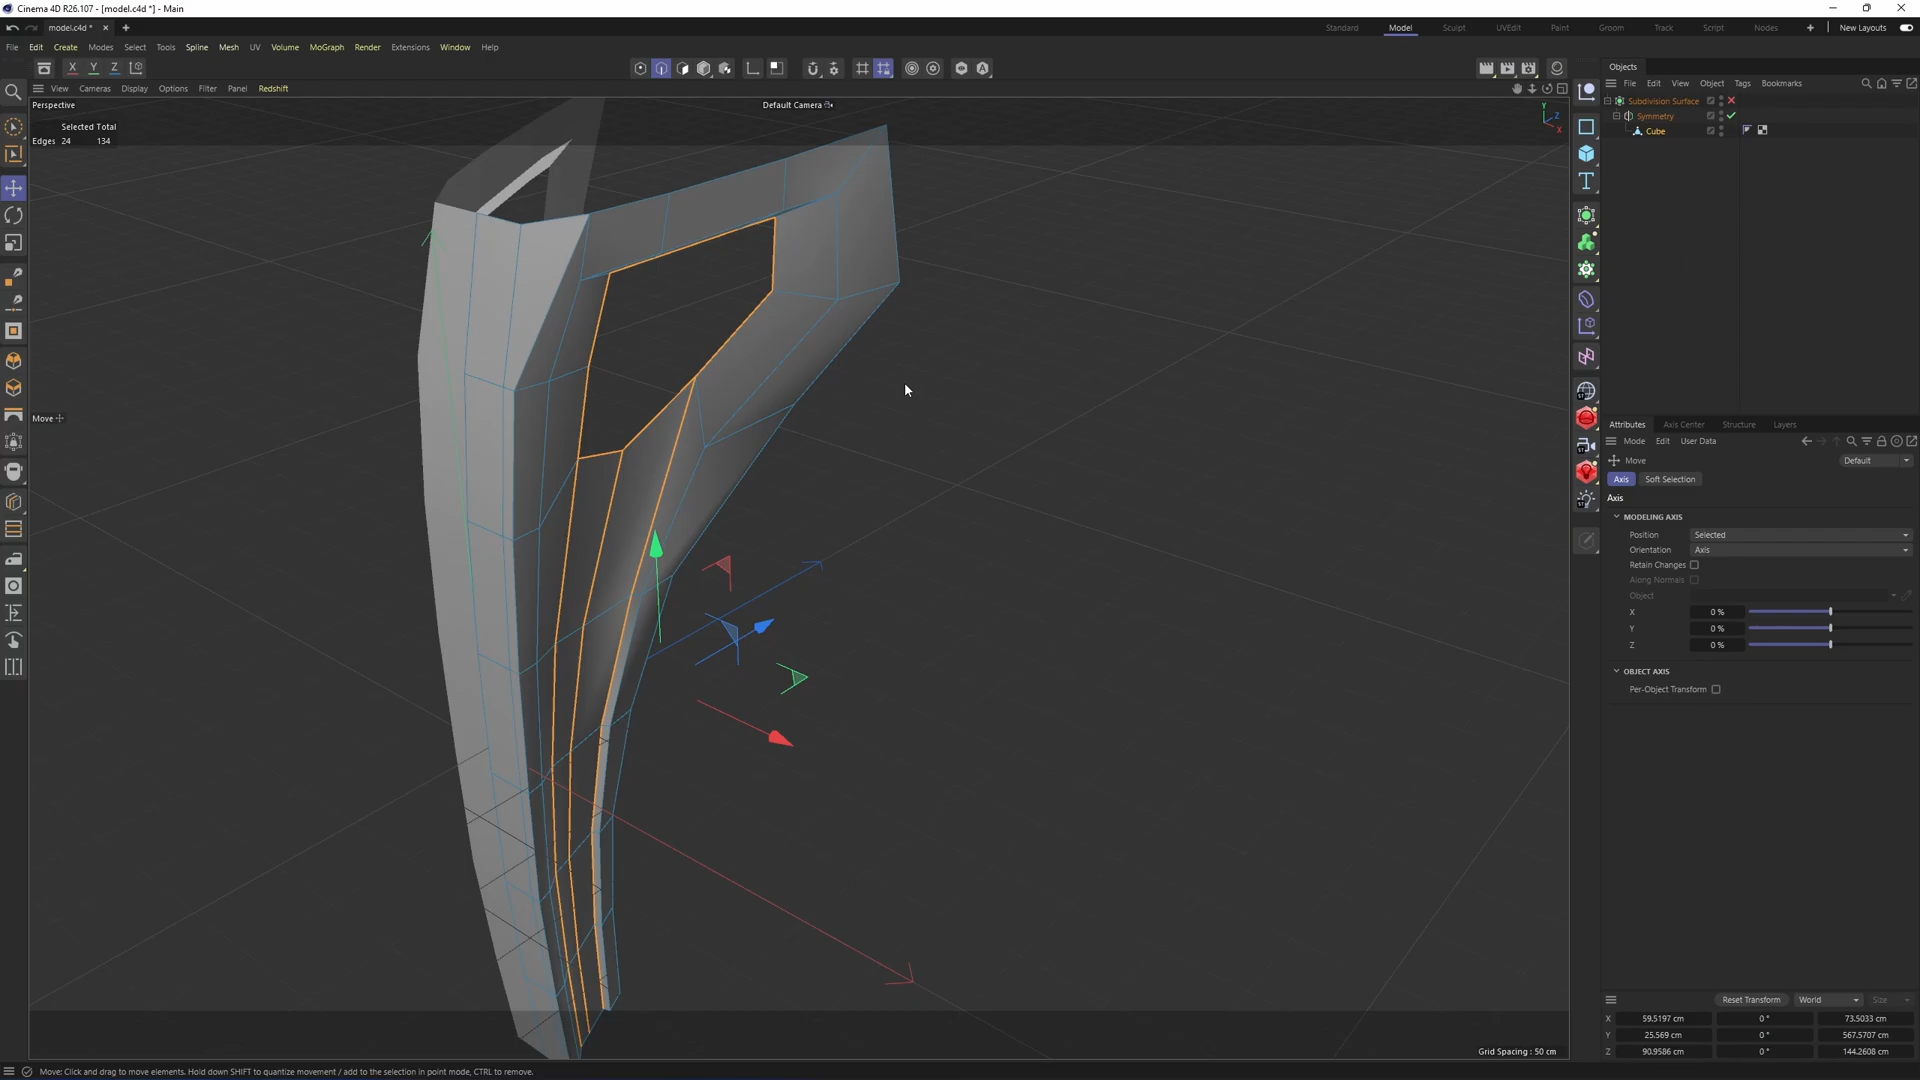 Cinema 4D R26.107 - [model.c4d *] - Main
model.c4d *
Standard Model Sculpt UVEdit Paint Groom Track Script Nodes New Layouts
File Edit Create Modes Select Tools Spline Mesh UV Volume MoGraph Render Extensions Window Help
X Y Z
View Cameras Display Options Filter Panel Redshift
Perspective
Default Camera
Selected Total
Edges 24 134
Move
Y
Z
X
Grid Spacing : 50 cm
Objects
File Edit View Object Tags Bookmarks
Subdivision Surface
Symmetry
Cube
Attributes Axis Center Structure Layers
Mode Edit User Data
Move Default
Axis Soft Selection
Axis
MODELING AXIS
Position Selected
Orientation Axis
Retain Changes
Along Normals
Object
X 0 %
Y 0 %
Z 0 %
OBJECT AXIS
Per-Object Transform
Reset Transform World Size
X 59.5197 cm 0 ° 73.5033 cm
Y 25.569 cm 0 ° 567.5707 cm
Z 90.9586 cm 0 ° 144.2608 cm
Move: Click and drag to move elements. Hold down SHIFT to quantize movement / add to the selection in point mode, CTRL to remove.